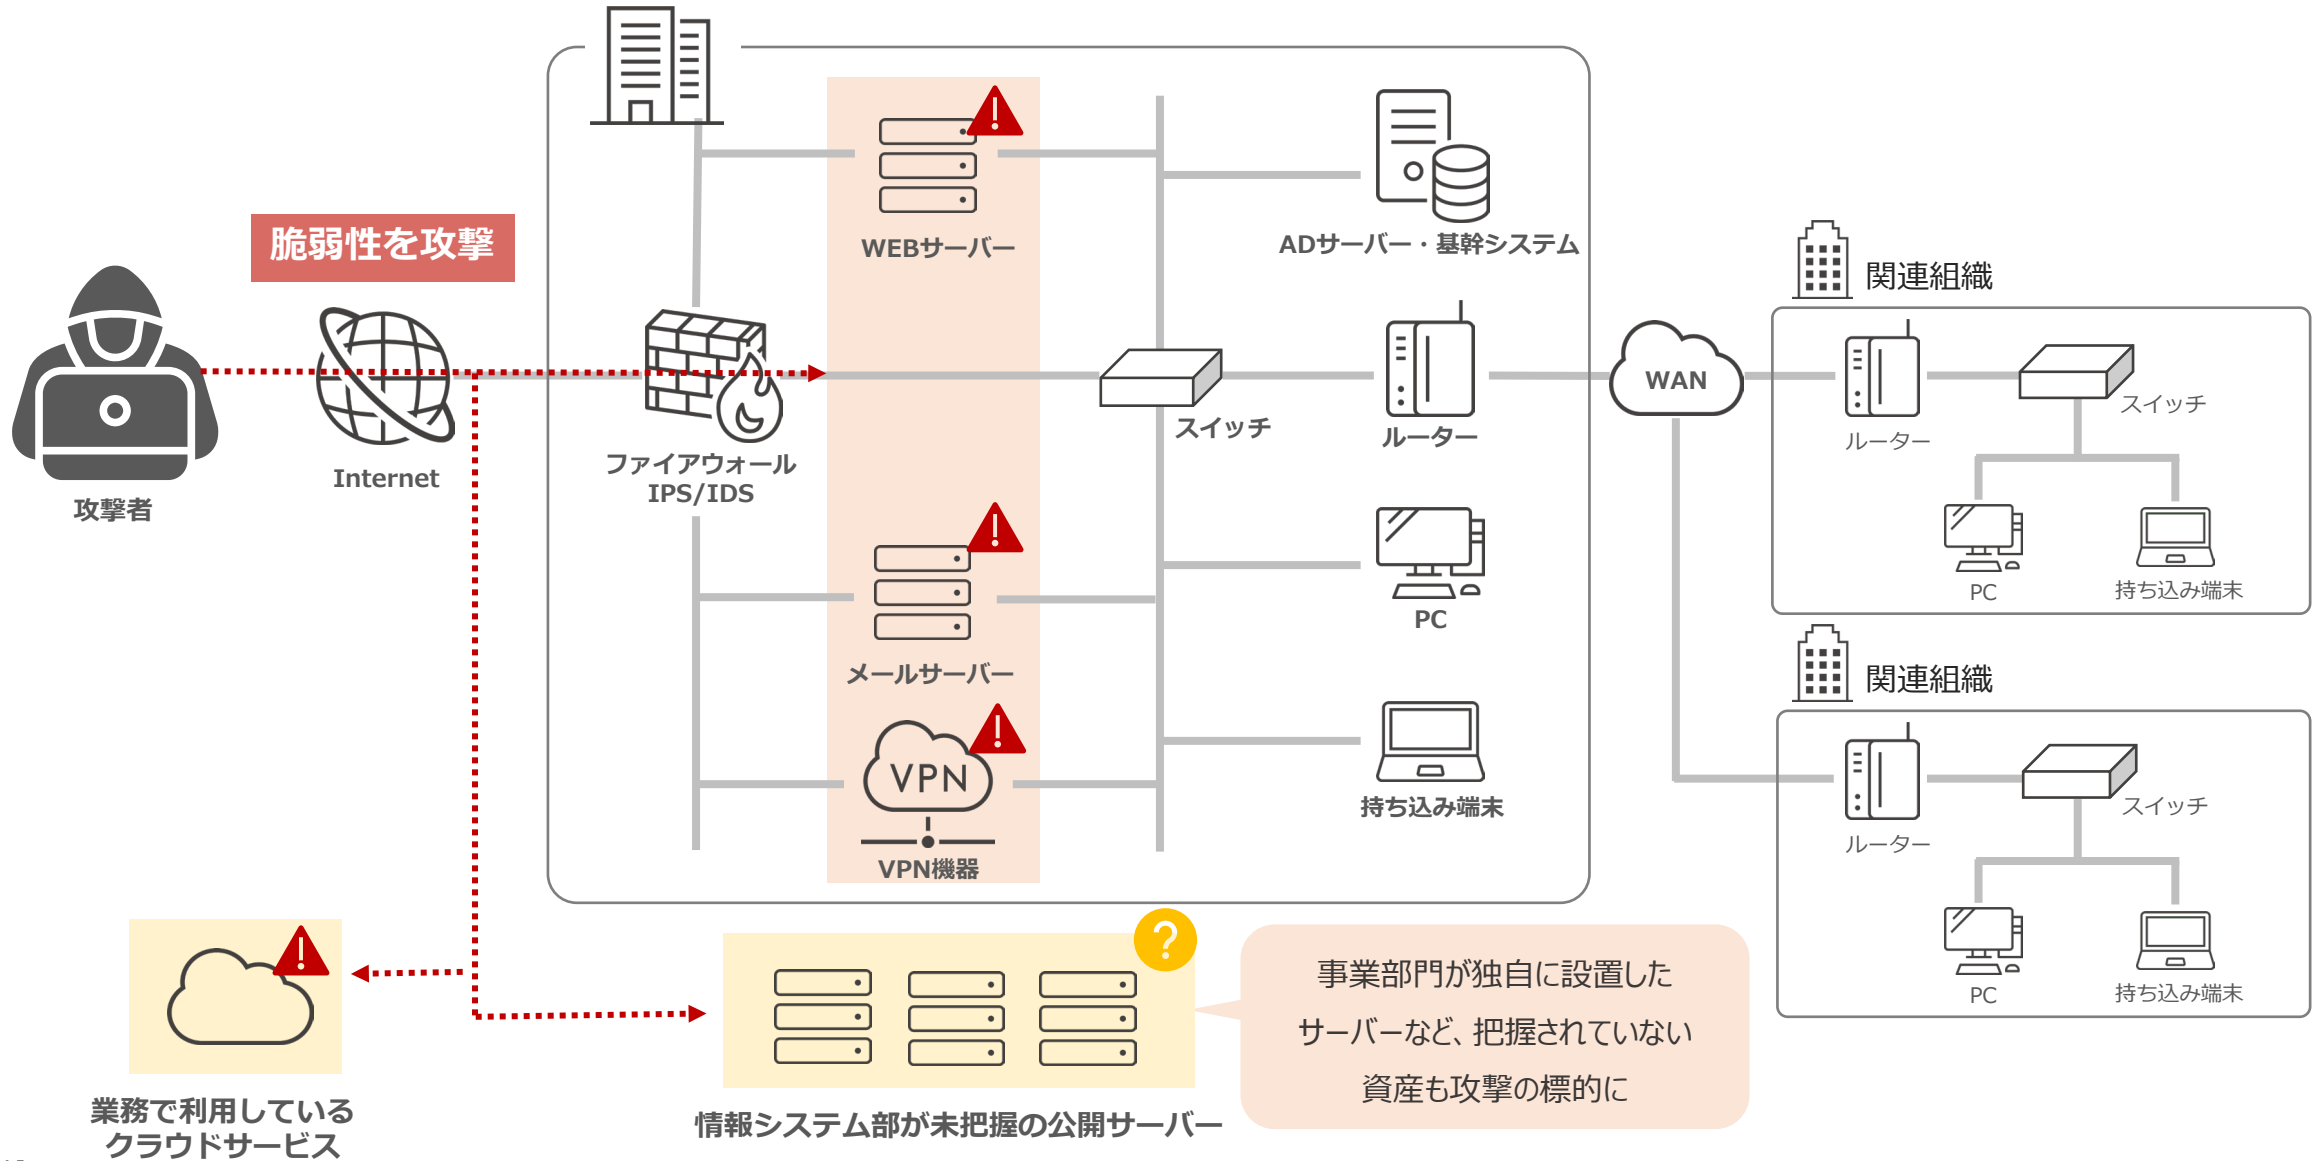 脆弱性を攻撃
攻撃者
Internet
ファイアウォール
IPS/IDS
WEBサーバー
メールサーバー
VPN
VPN機器
スイッチ
ADサーバー・基幹システム
ルーター
PC
持ち込み端末
WAN
関連組織
ルーター
スイッチ
PC
持ち込み端末
関連組織
ルーター
スイッチ
PC
持ち込み端末
業務で利用している
クラウドサービス
?
情報システム部が未把握の公開サーバー
事業部門が独自に設置した
サーバーなど、把握されていない
資産も攻撃の標的に